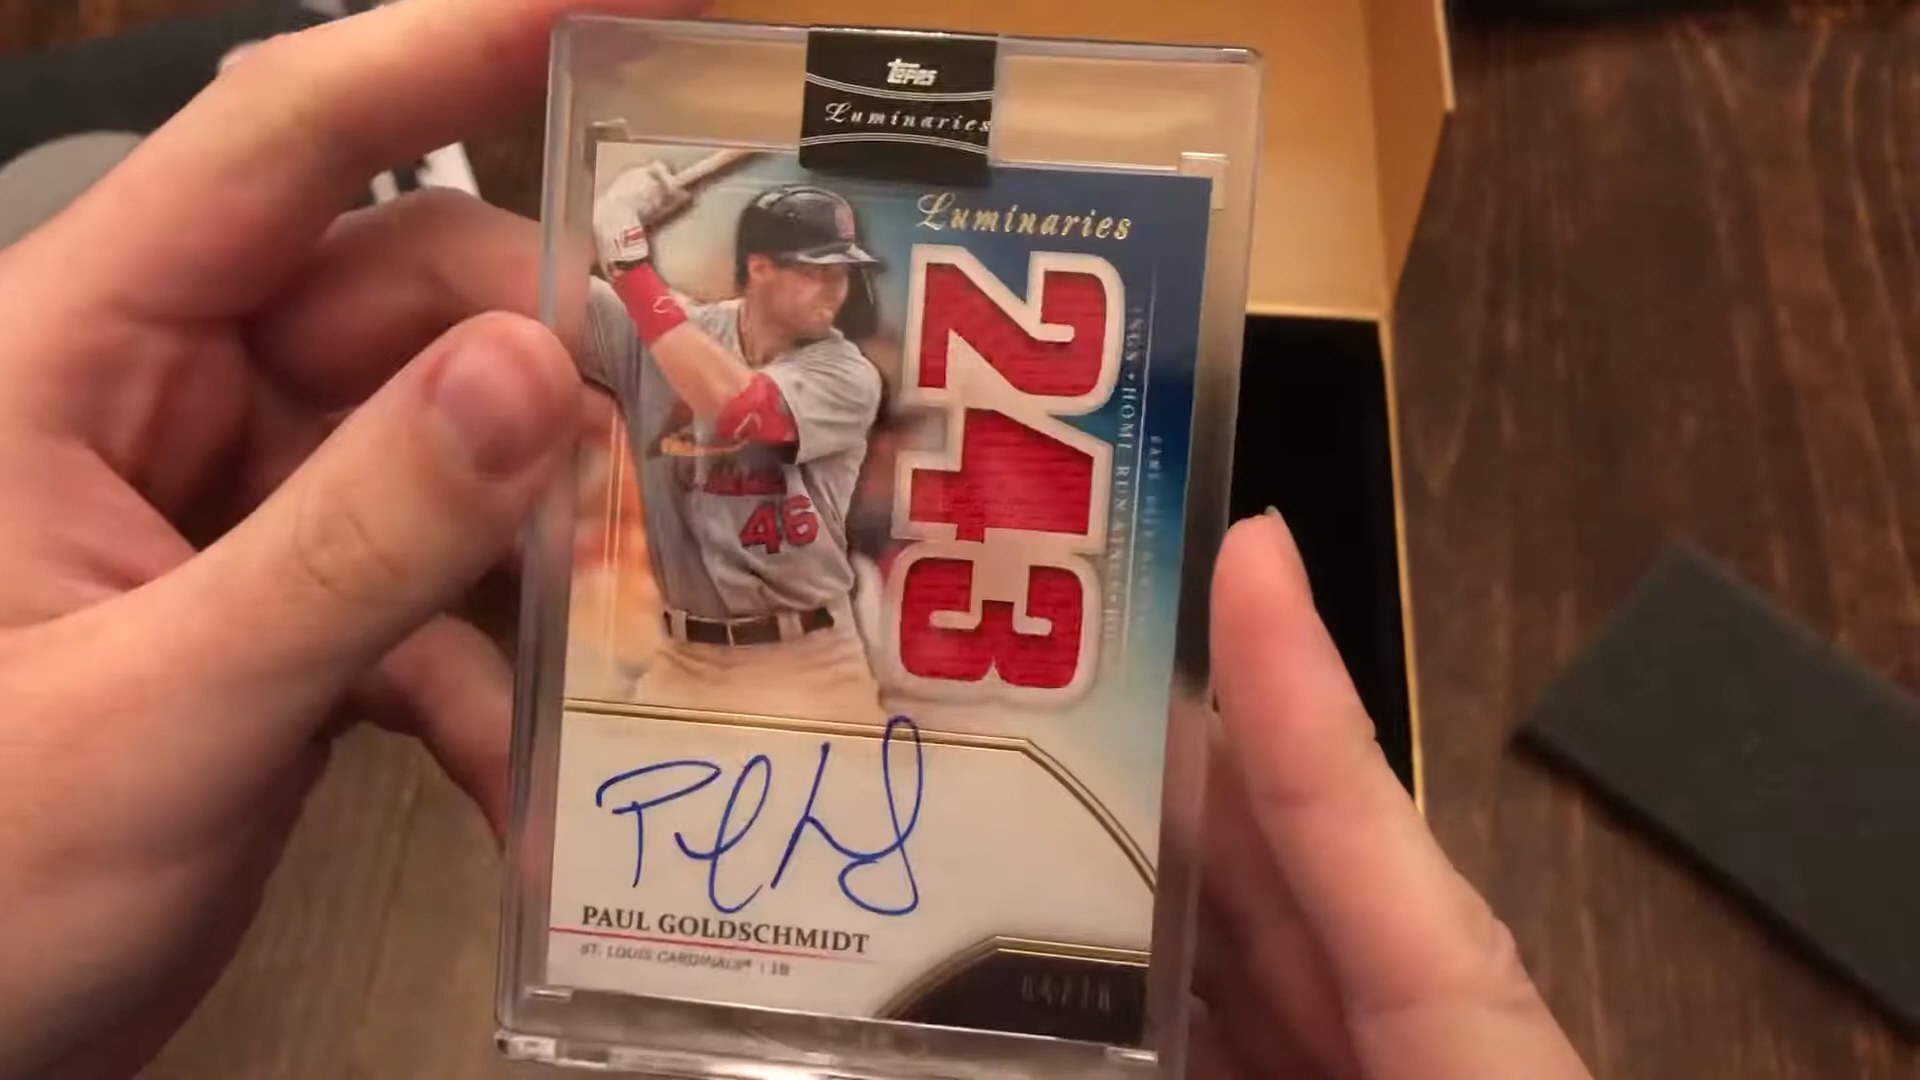 Topps
Luminaries
Luminaries
243
HOME RUN
46
PAUL GOLDSCHMIDT
ST. LOUIS CARDINALS® | 1B